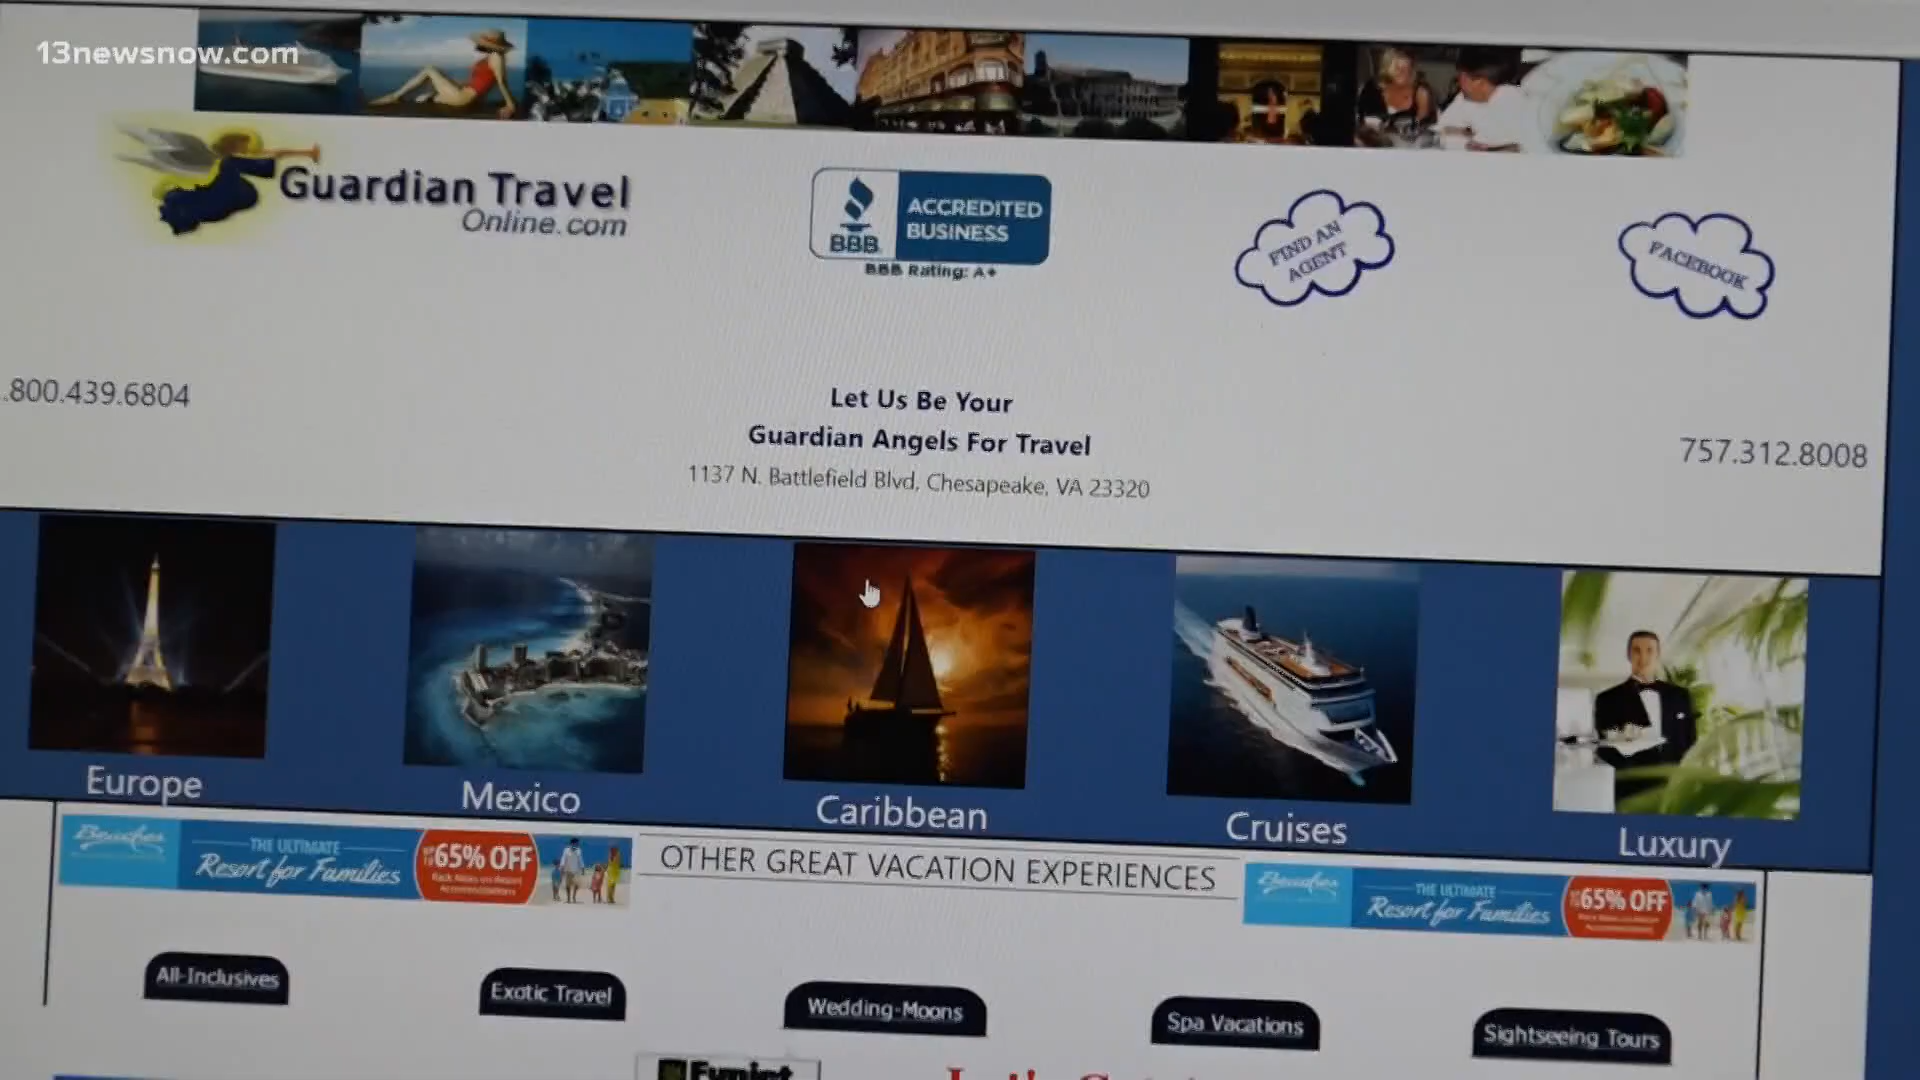 13newsnow.com
Guardian Travel
Online.com
BBB
ACCREDITED
BUSINESS
BBB Rating: A+
FIND AN
AGENT
FACEBOOK
.800.439.6804
Let Us Be Your
Guardian Angels For Travel
1137 N. Battlefield Blvd, Chesapeake, VA 23320
757.312.8008
Europe
Mexico
Caribbean
Cruises
Luxury
Beaches
THE ULTIMATE
Resort for Families
65% OFF
OTHER GREAT VACATION EXPERIENCES
Beaches
THE ULTIMATE
Resort for Families
65% OFF
All-Inclusives
Exotic Travel
Wedding-Moons
Spa Vacations
Sightseeing Tours